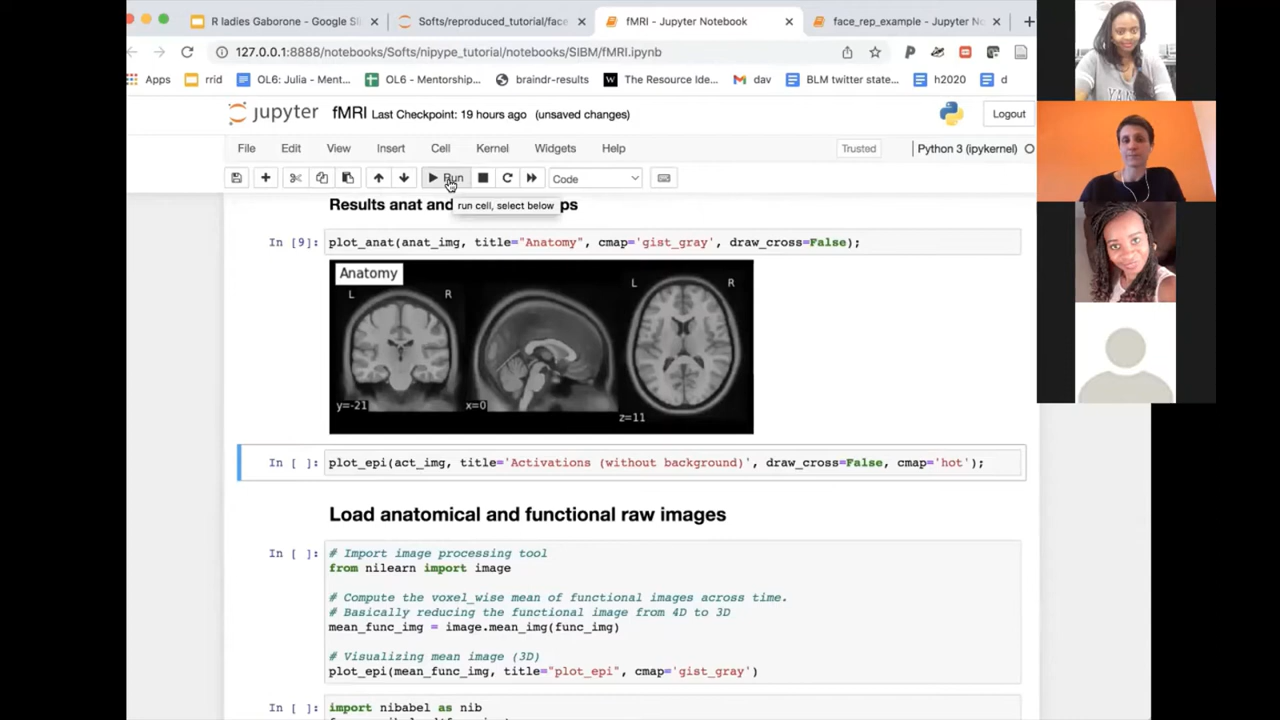 R ladies Gaborone - Google Sli
Softs/reproduced_tutorial/face
fMRI - Jupyter Notebook
face_rep_example - Jupyter No
127.0.0.1:8888/notebooks/Softs/nipype_tutorial/notebooks/SIBM/fMRI.ipynb
Apps
rrid
OL6: Julia - Ment...
OL6 - Mentorship...
braindr-results
The Resource Ide...
dav
BLM twitter state...
h2020
d
jupyter
fMRI Last Checkpoint: 19 hours ago (unsaved changes)
Logout
File Edit View Insert Cell Kernel Widgets Help
Trusted
Python 3 (ipykernel)
Run
Code
Results anat and
ps
run cell, select below
In [9]: plot_anat(anat_img, title="Anatomy", cmap='gist_gray', draw_cross=False);
Anatomy
L R
L R
y=-21
x=0
z=11
In [ ]: plot_epi(act_img, title='Activations (without background)', draw_cross=False, cmap='hot');
Load anatomical and functional raw images
In [ ]: # Import image processing tool
from nilearn import image
# Compute the voxel_wise mean of functional images across time.
# Basically reducing the functional image from 4D to 3D
mean_func_img = image.mean_img(func_img)
# Visualizing mean image (3D)
plot_epi(mean_func_img, title="plot_epi", cmap='gist_gray')
In [ ]: import nibabel as nib